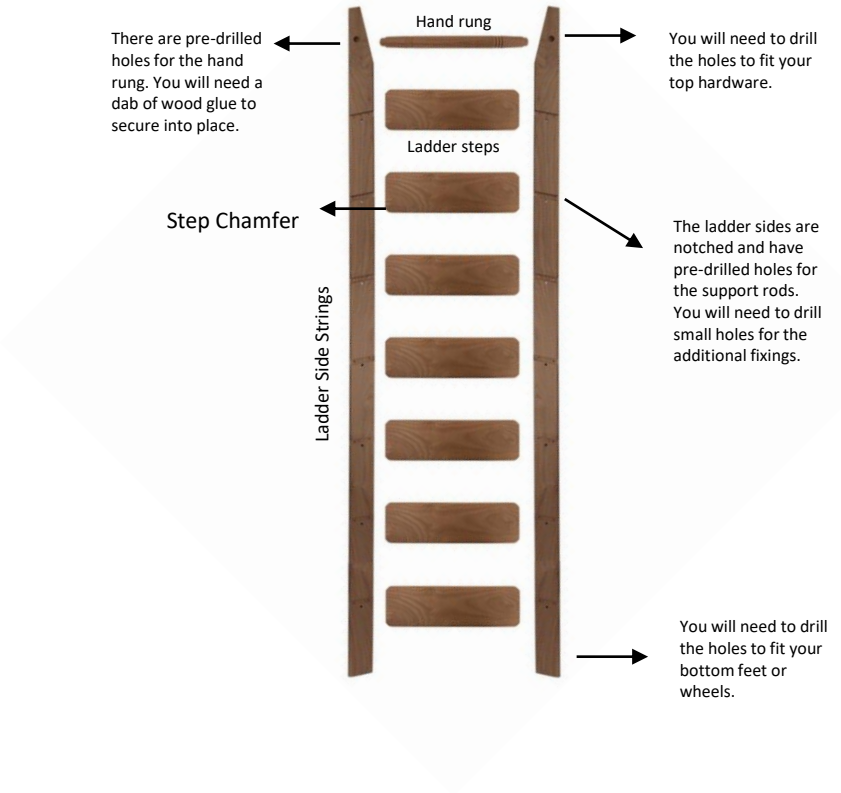 Hand rung
There are pre-drilled
holes for the hand
rung. You will need a
dab of wood glue to
secure into place.
You will need to drill
the holes to fit your
top hardware.
Ladder steps
Step Chamfer
The ladder sides are
notched and have
pre-drilled holes for
the support rods.
You will need to drill
small holes for the
additional fixings.
Ladder Side Strings
You will need to drill
the holes to fit your
bottom feet or
wheels.